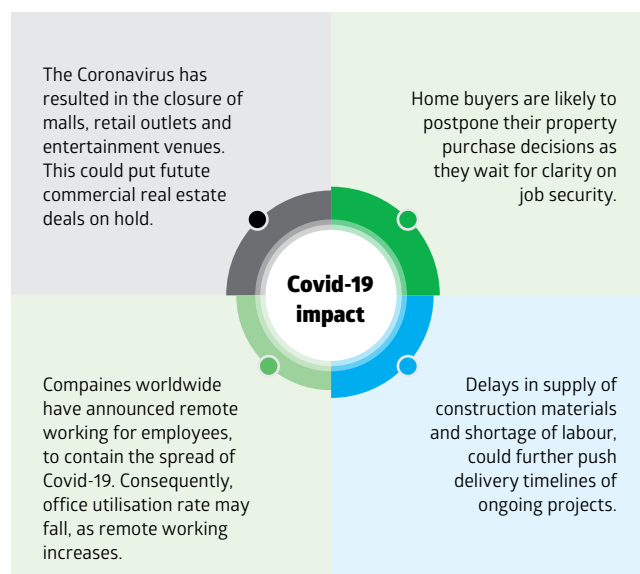 The Coronavirus has
resulted in the closure of
malls, retail outlets and
entertainment venues.
This could put futute
commercial real estate
deals on hold.
Home buyers are likely to
postpone their property
purchase decisions as
they wait for clarity on
job security.
Covid-19
impact
Compaines worldwide
have announced remote
working for employees,
to contain the spread of
Covid-19. Consequently,
office utilisation rate may
fall, as remote working
increases.
Delays in supply of
construction materials
and shortage of labour,
could further push
delivery timelines of
ongoing projects.